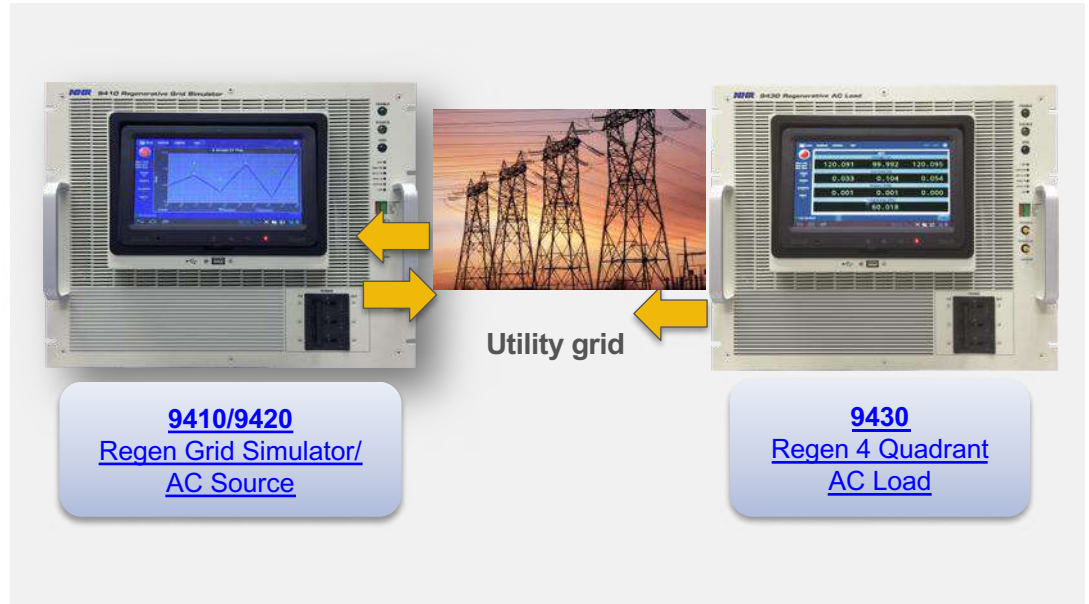 NHR 9410 Regenerative Grid Simulator
NHR 9430 Regenerative AC Load
120.091 99.992 120.095
0.033 0.104 0.054
0.001 0.001 0.000
60.018
Utility grid
9410/9420
Regen Grid Simulator/
AC Source
9430
Regen 4 Quadrant
AC Load